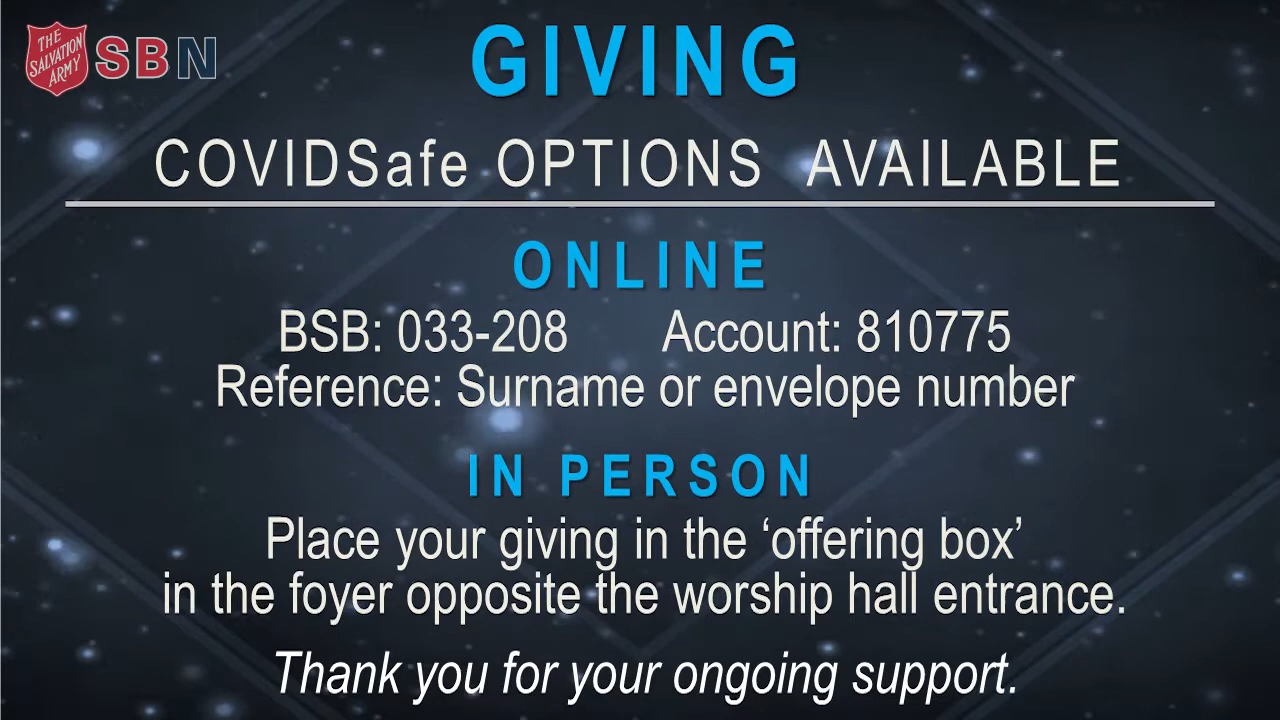 THE
SALVATION
ARMY
SBN
GIVING
COVIDSafe OPTIONS AVAILABLE
ONLINE
BSB: 033-208 Account: 810775
Reference: Surname or envelope number
IN PERSON
Place your giving in the ‘offering box’
in the foyer opposite the worship hall entrance.
Thank you for your ongoing support.